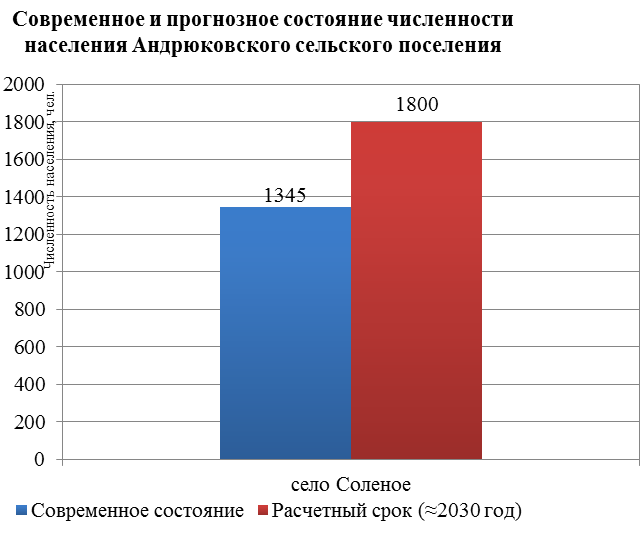 Современное и прогнозное состояние численности
населения Андрюковского сельского поселения
Численность населения, чел.
2000
1800
1600
1400
1200
1000
800
600
400
200
0
1345
1800
село Соленое
Современное состояние
Расчетный срок (≈2030 год)